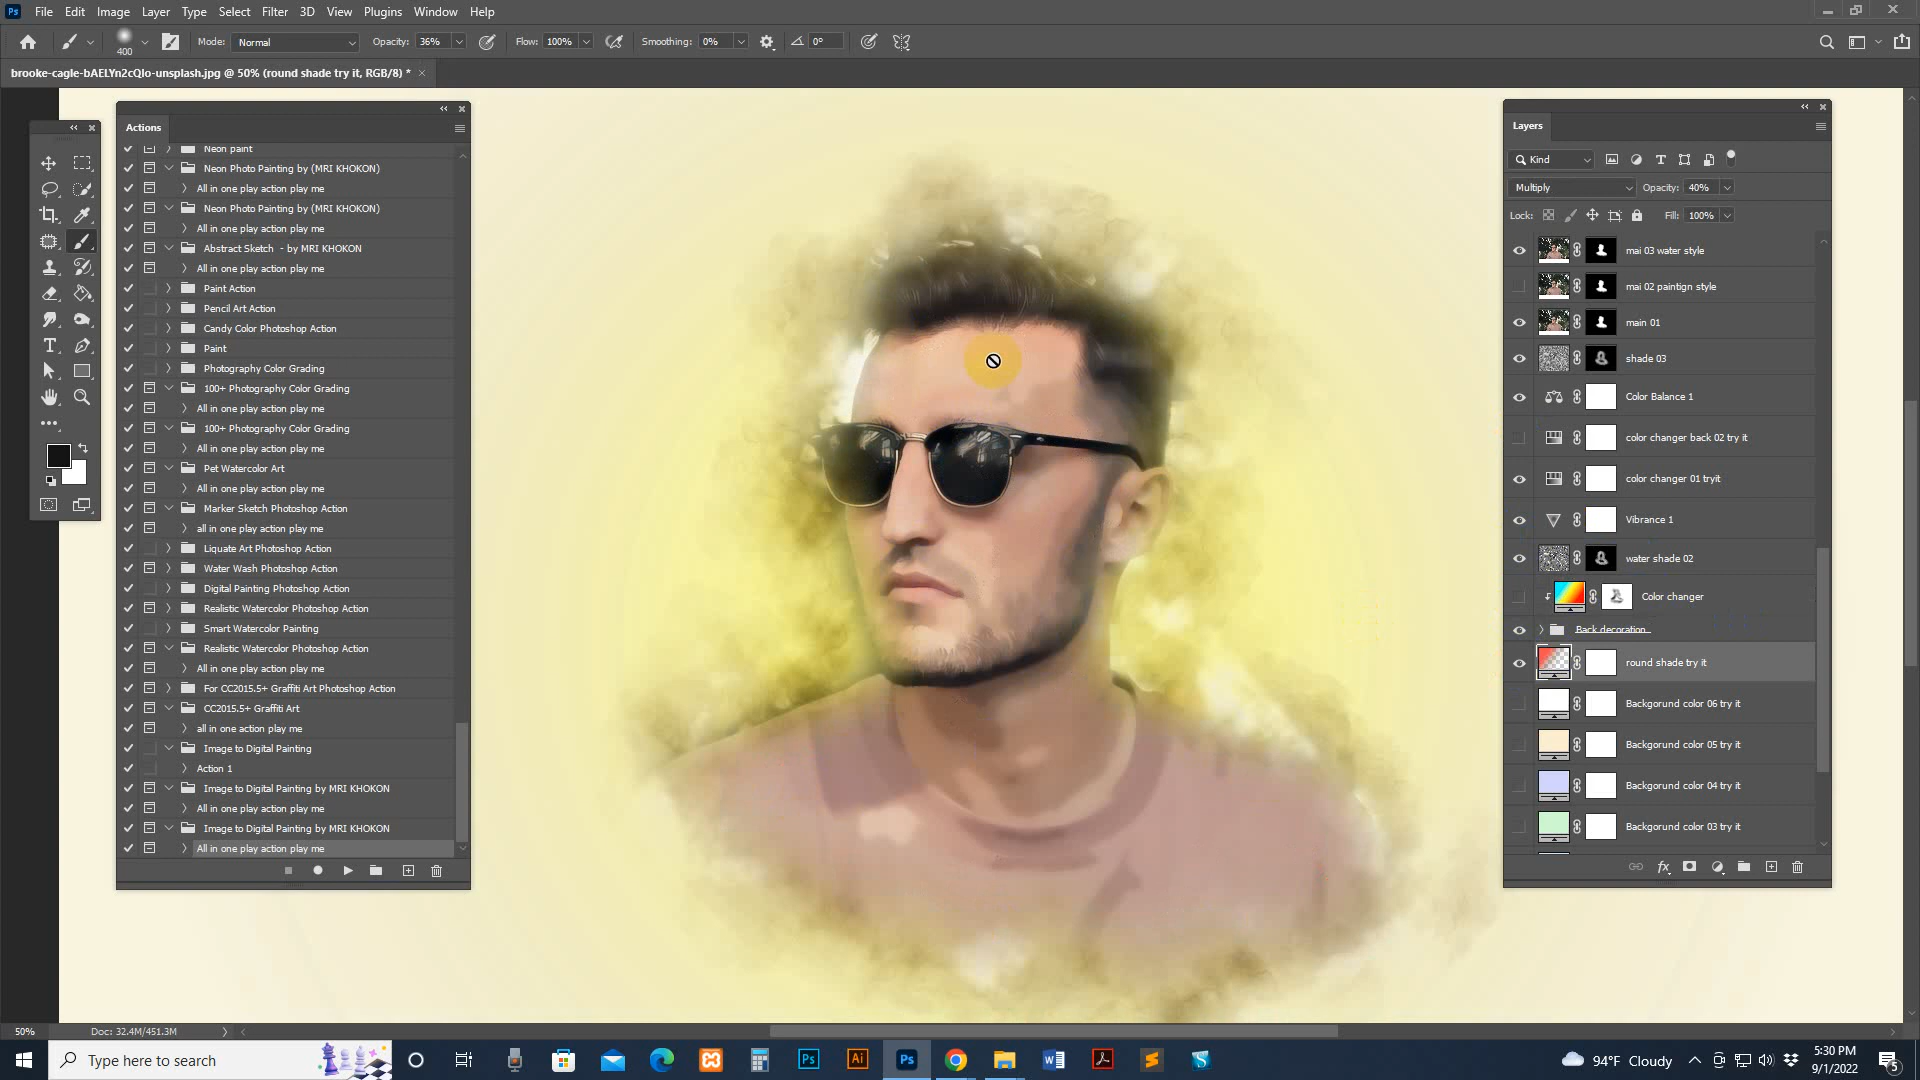 Ps File Edit Image Layer Type Select Filter 3D View Plugins Window Help
400 Mode: Normal Opacity: 36% Flow: 100% Smoothing: 0% 0°
brooke-cagle-bAELYn2cQIo-unsplash.jpg @ 50% (round shade try it, RGB/8) *
Actions
Neon paint
Neon Photo Painting by (MRI KHOKON)
All in one play action play me
Neon Photo Painting by (MRI KHOKON)
All in one play action play me
Abstract Sketch - by MRI KHOKON
All in one play action play me
Paint Action
Pencil Art Action
Candy Color Photoshop Action
Paint
Photography Color Grading
100+ Photography Color Grading
All in one play action play me
100+ Photography Color Grading
All in one play action play me
Pet Watercolor Art
All in one play action play me
Marker Sketch Photoshop Action
all in one play action play me
Liquate Art Photoshop Action
Water Wash Photoshop Action
Digital Painting Photoshop Action
Realistic Watercolor Photoshop Action
Smart Watercolor Painting
Realistic Watercolor Photoshop Action
All in one play action play me
For CC2015.5+ Graffiti Art Photoshop Action
CC2015.5+ Graffiti Art
all in one action play me
Image to Digital Painting
Action 1
Image to Digital Painting by MRI KHOKON
All in one play action play me
Image to Digital Painting by MRI KHOKON
All in one play action play me
Layers
Kind
Multiply Opacity: 40%
Lock: Fill: 100%
mai 03 water style
mai 02 paintign style
main 01
shade 03
Color Balance 1
color changer back 02 try it
color changer 01 tryit
Vibrance 1
water shade 02
Color changer
Back decoration
round shade try it
Backgorund color 06 try it
Backgorund color 05 try it
Backgorund color 04 try it
Backgorund color 03 try it
fx
50% Doc: 32.4M/451.3M
Type here to search
Ps Ai Ps
94°F Cloudy
5:30 PM
9/1/2022
5